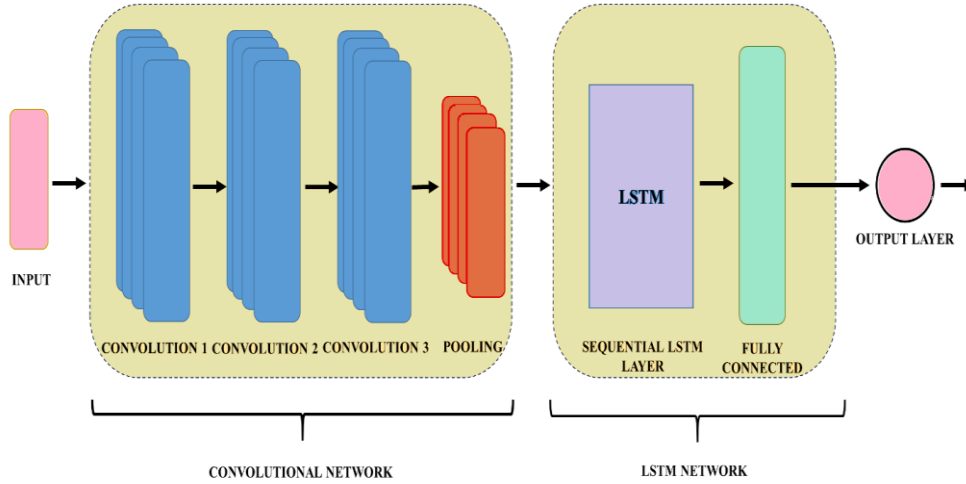 LSTM
INPUT
OUTPUT LAYER
CONVOLUTION 1
CONVOLUTION 2
CONVOLUTION 3
POOLING
SEQUENTIAL LSTM
LAYER
FULLY
CONNECTED
CONVOLUTIONAL NETWORK
LSTM NETWORK